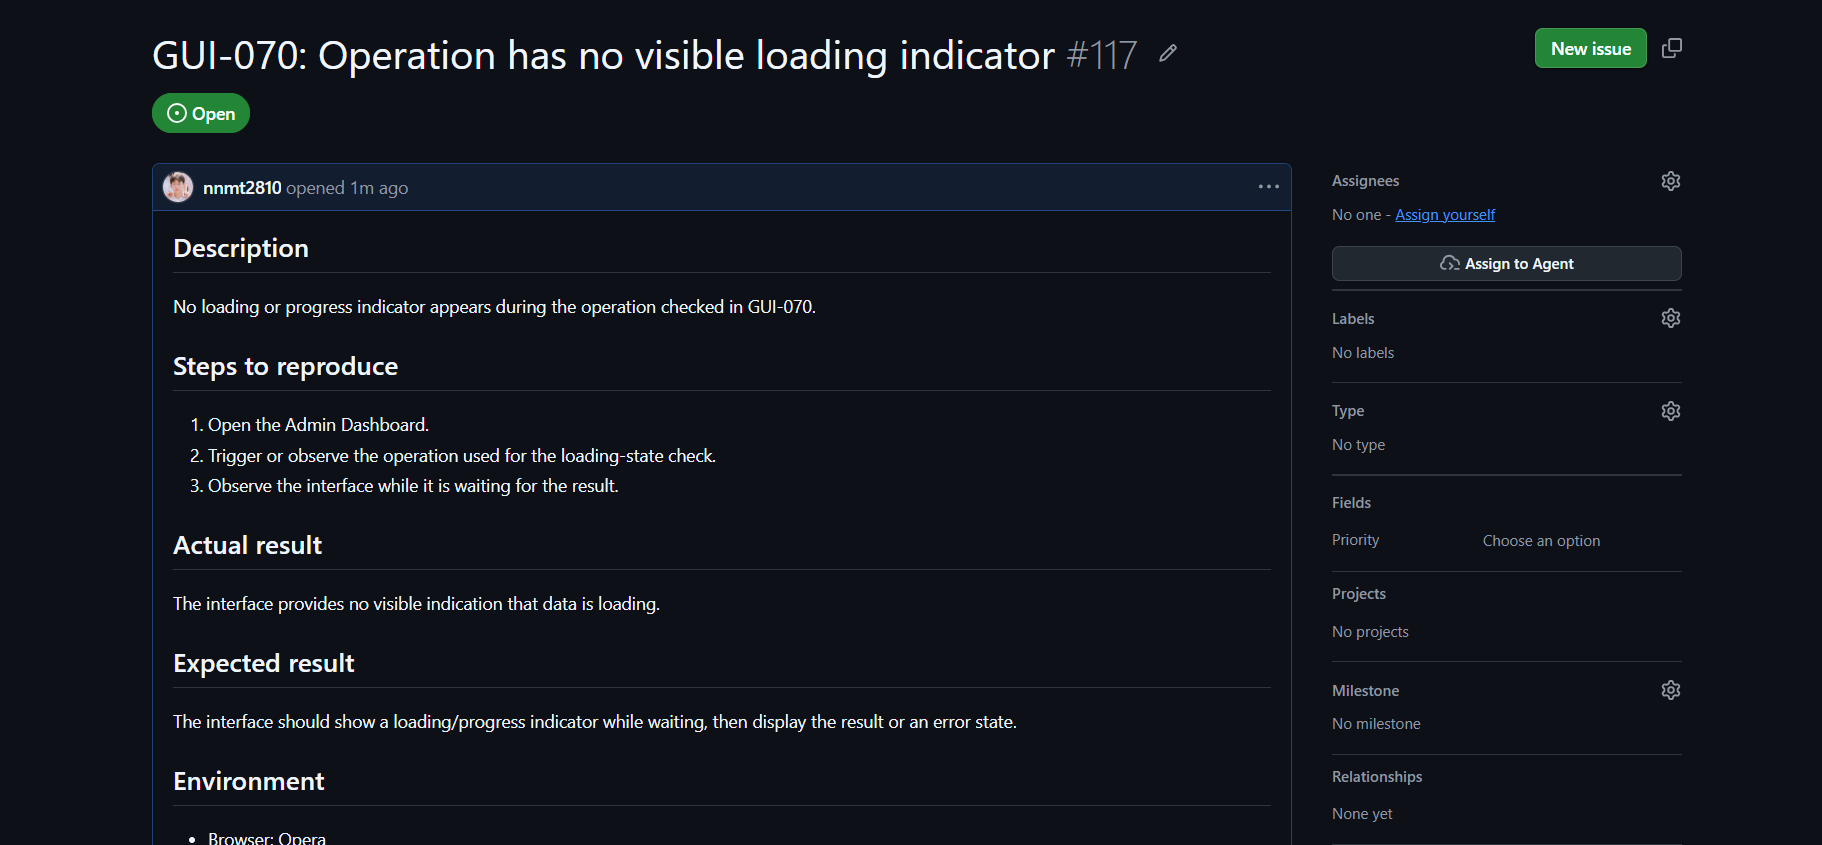 GUI-070: Operation has no visible loading indicator #117
New issue
Open
nnmt2810 opened 1m ago
Description
No loading or progress indicator appears during the operation checked in GUI-070.
Steps to reproduce
1. Open the Admin Dashboard.
2. Trigger or observe the operation used for the loading-state check.
3. Observe the interface while it is waiting for the result.
Actual result
The interface provides no visible indication that data is loading.
Expected result
The interface should show a loading/progress indicator while waiting, then display the result or an error state.
Environment
• Browser: Opera
Assignees
No one - Assign yourself
Assign to Agent
Labels
No labels
Type
No type
Fields
Priority Choose an option
Projects
No projects
Milestone
No milestone
Relationships
None yet